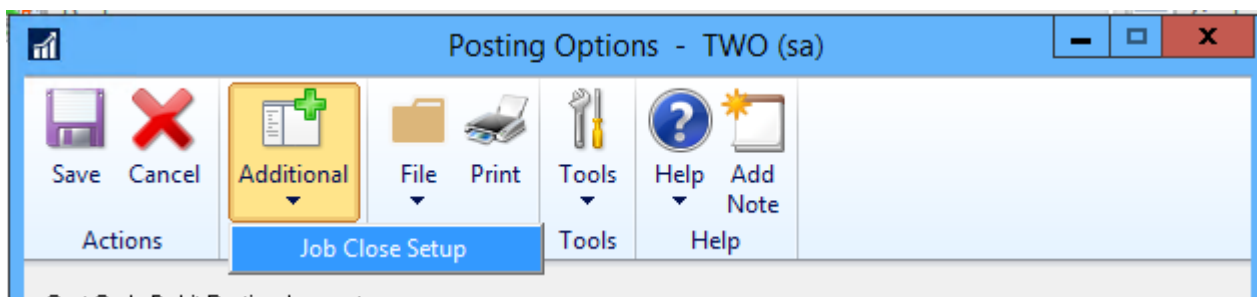 Posting Options - TWO (sa)
Save Cancel Additional File Print Tools Help Add Note
Actions Job Close Setup Tools Help